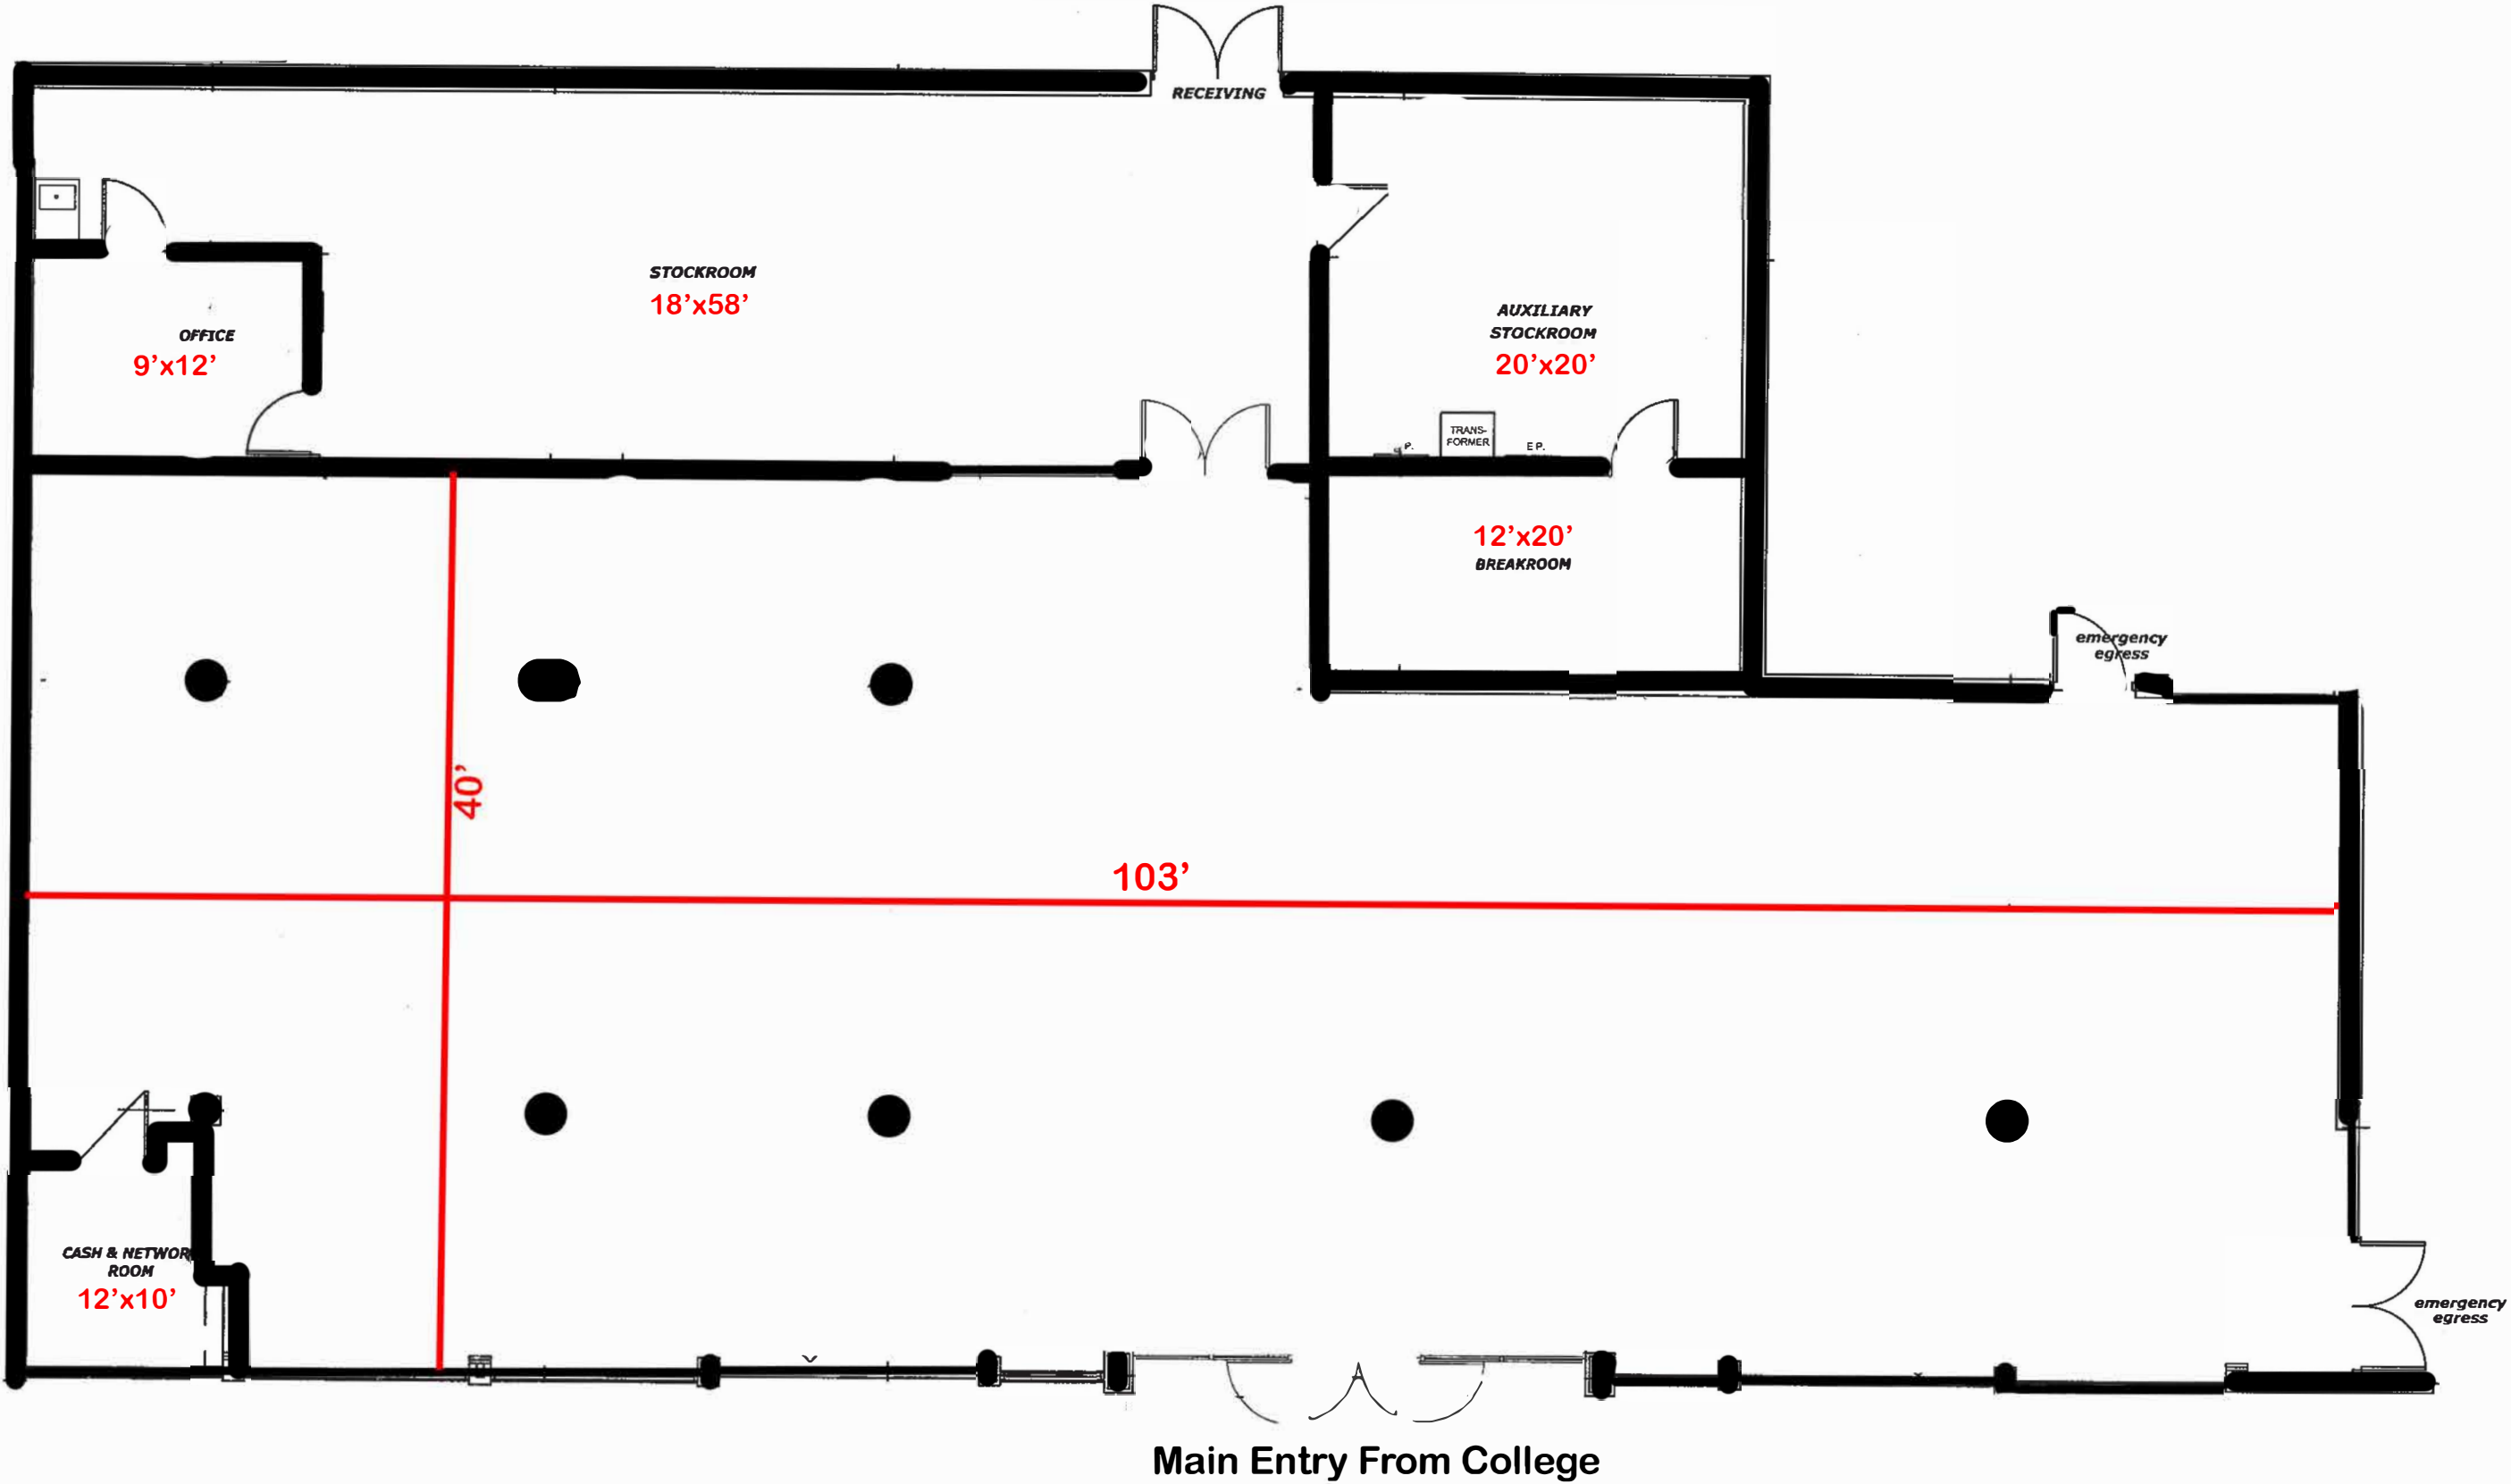 RECEIVING
STOCKROOM
18’x58’
OFFICE
9’x12’
AUXILIARY
STOCKROOM
20’x20’
TRANS-
FORMER
P.
E P.
12’x20’
BREAKROOM
emergency
egress
40’
103’
CASH & NETWOR
ROOM
12’x10’
emergency
egress
Main Entry From College